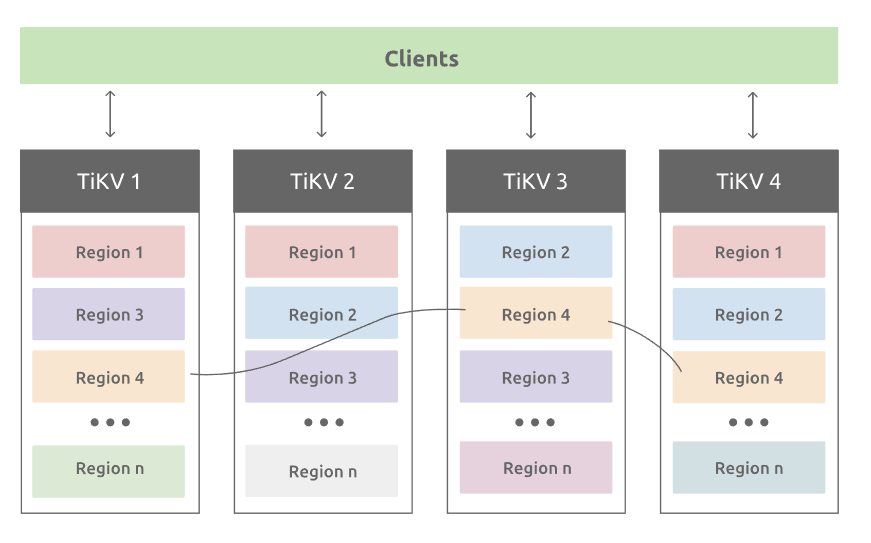 Clients
TiKV 1
Region 1
Region 3
Region 4
Region n
TiKV 2
Region 1
Region 2
Region 3
Region n
TiKV 3
Region 2
Region 4
Region 3
Region n
TiKV 4
Region 1
Region 2
Region 4
Region n